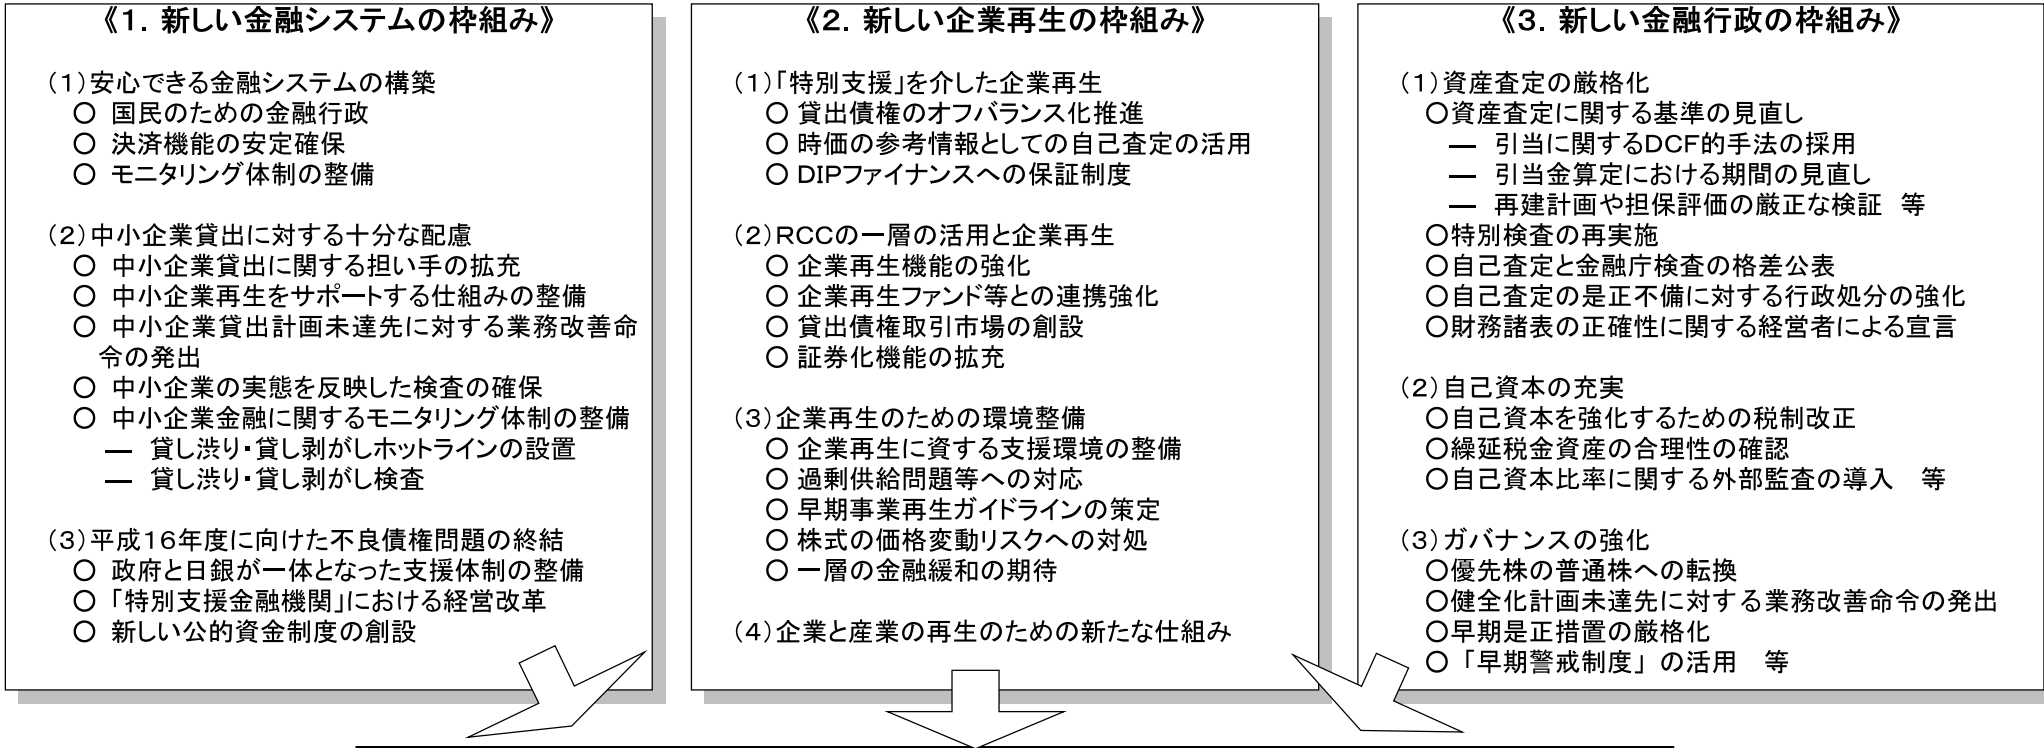 《1．新しい金融システムの枠組み》
（1）安心できる金融システムの構築
○ 国民のための金融行政
○ 決済機能の安定確保
○ モニタリング体制の整備
（2）中小企業貸出に対する十分な配慮
○ 中小企業貸出に関する担い手の拡充
○ 中小企業再生をサポートする仕組みの整備
○ 中小企業貸出計画未達先に対する業務改善命
令の発出
○ 中小企業の実態を反映した検査の確保
○ 中小企業金融に関するモニタリング体制の整備
― 貸し渋り・貸し剥がしホットラインの設置
― 貸し渋り・貸し剥がし検査
（3）平成16年度に向けた不良債権問題の終結
○ 政府と日銀が一体となった支援体制の整備
○ 「特別支援金融機関」における経営改革
○ 新しい公的資金制度の創設
《2．新しい企業再生の枠組み》
（1）「特別支援」を介した企業再生
○ 貸出債権のオフバランス化推進
○ 時価の参考情報としての自己査定の活用
○ DIPファイナンスへの保証制度
（2）RCCの一層の活用と企業再生
○ 企業再生機能の強化
○ 企業再生ファンド等との連携強化
○ 貸出債権取引市場の創設
○ 証券化機能の拡充
（3）企業再生のための環境整備
○ 企業再生に資する支援環境の整備
○ 過剰供給問題等への対応
○ 早期事業再生ガイドラインの策定
○ 株式の価格変動リスクへの対処
○ 一層の金融緩和の期待
（4）企業と産業の再生のための新たな仕組み
《3．新しい金融行政の枠組み》
（1）資産査定の厳格化
○資産査定に関する基準の見直し
― 引当に関するDCF的手法の採用
― 引当金算定における期間の見直し
― 再建計画や担保評価の厳正な検証 等
○特別検査の再実施
○自己査定と金融庁検査の格差公表
○自己査定の是正不備に対する行政処分の強化
○財務諸表の正確性に関する経営者による宣言
（2）自己資本の充実
○自己資本を強化するための税制改正
○繰延税金資産の合理性の確認
○自己資本比率に関する外部監査の導入 等
（3）ガバナンスの強化
○優先株の普通株への転換
○健全化計画未達先に対する業務改善命令の発出
○早期是正措置の厳格化
○「早期警戒制度」の活用 等